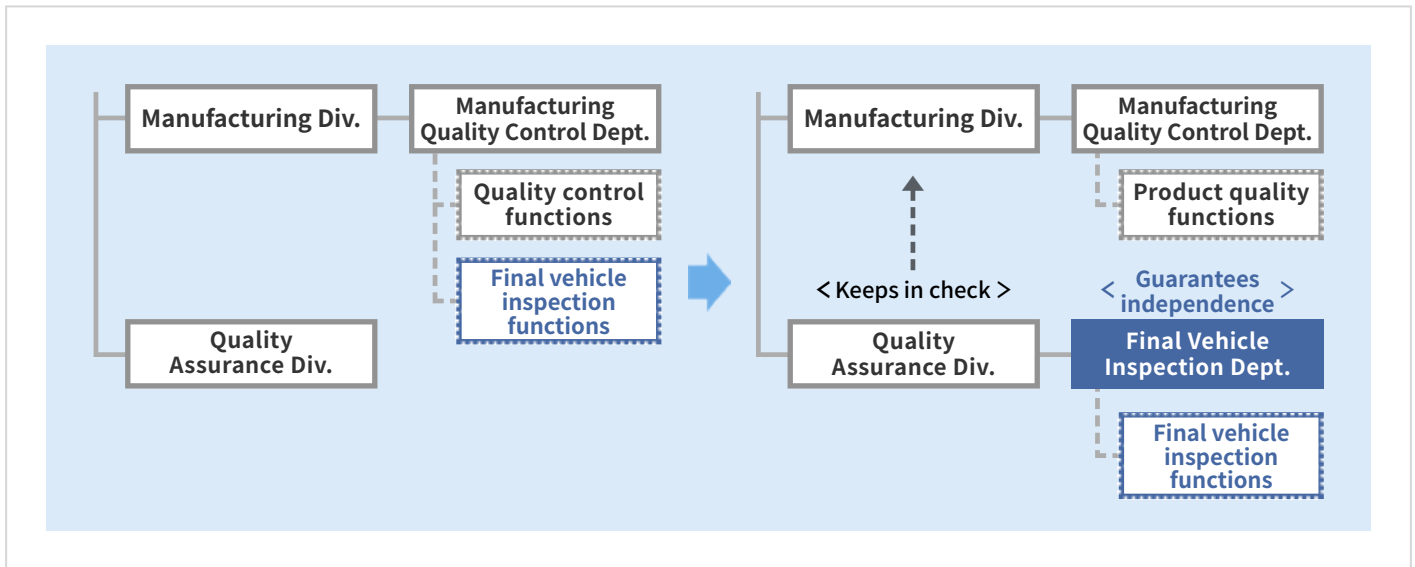 Manufacturing Div.
Manufacturing
Quality Control Dept.
Quality control
functions
Final vehicle
inspection
functions
Quality
Assurance Div.
Manufacturing Div.
Manufacturing
Quality Control Dept.
Product quality
functions
< Keeps in check >
< Guarantees
independence >
Quality
Assurance Div.
Final Vehicle
Inspection Dept.
Final vehicle
inspection
functions